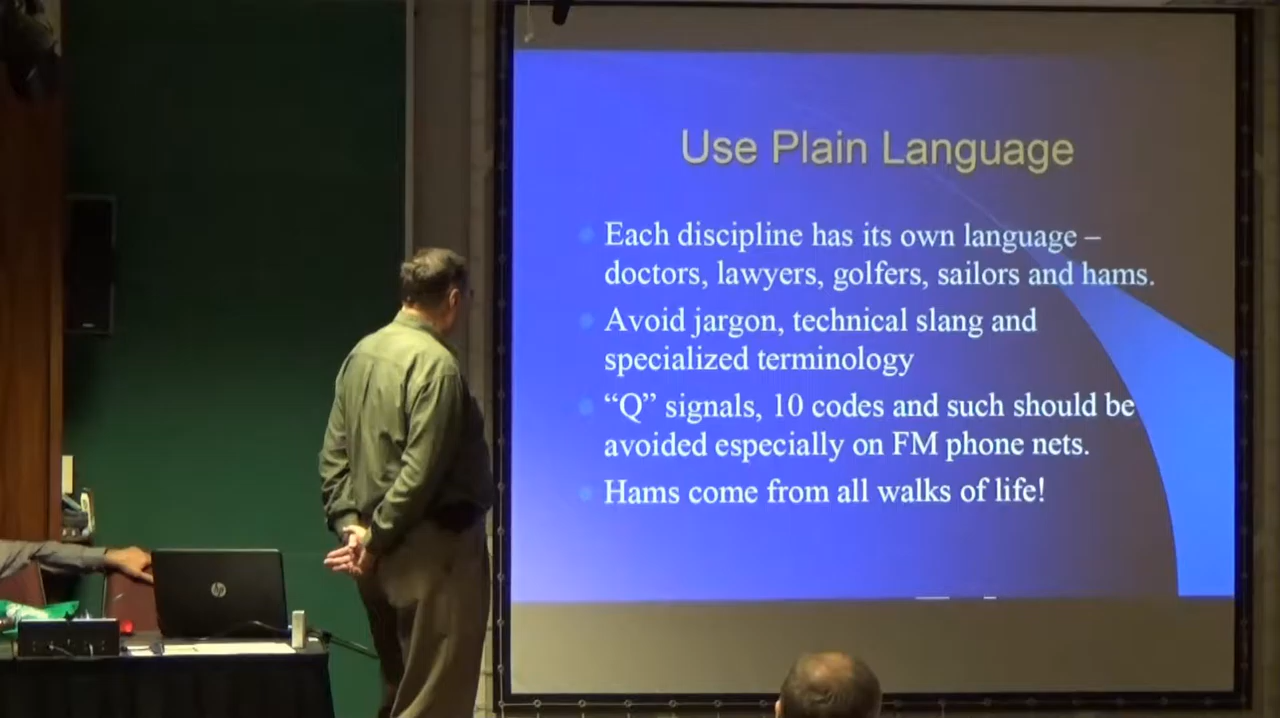 Use Plain Language
Each discipline has its own language –
doctors, lawyers, golfers, sailors and hams.
Avoid jargon, technical slang and
specialized terminology
“Q” signals, 10 codes and such should be
avoided especially on FM phone nets.
Hams come from all walks of life!
hp